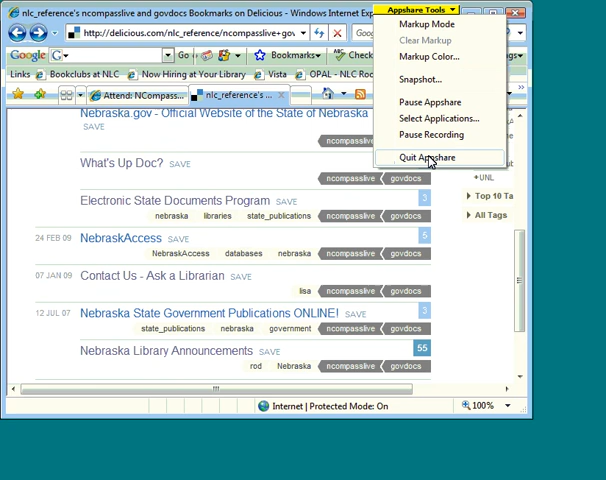 nlc_reference's ncompasslive and govdocs Bookmarks on Delicious - Windows Internet Exp
Appshare Tools
http://delicious.com/nlc_reference/ncompasslive+gov
Goog
Markup Mode
Clear Markup
Markup Color...
Snapshot...
Pause Appshare
Select Applications...
Pause Recording
Quit Appshare
Google
G
Go
Bookmarks
Check
ngs
Links
Bookclubs at NLC
Now Hiring at Your Library
Vista
OPAL - NLC Roo
Attend: NCompass...
nlc_reference's ...
Nebraska.gov - Official Website of the State of Nebraska
SAVE
ncompasslive
What's Up Doc? SAVE
ncompasslive govdocs
+UNL
Electronic State Documents Program SAVE 3
nebraska libraries state_publications ncompasslive govdocs
Top 10 Ta
All Tags
24 FEB 09 NebraskAccess SAVE 5
NebraskAccess databases nebraska ncompasslive govdocs
07 JAN 09 Contact Us - Ask a Librarian SAVE
lisa ncompasslive govdocs
12 JUL 07 Nebraska State Government Publications ONLINE! SAVE 3
state_publications nebraska government ncompasslive govdocs
Nebraska Library Announcements SAVE 55
rod Nebraska ncompasslive govdocs
Internet | Protected Mode: On
100%